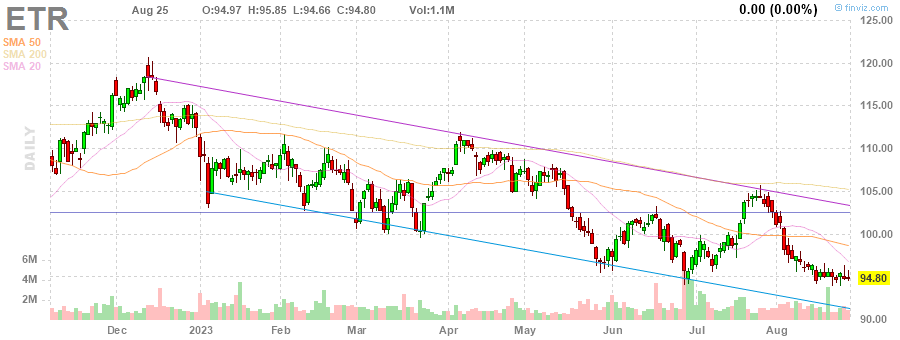 ETR Aug 25 O:94.97 H:95.85 L:94.66 C:94.80 Vol:1.1M 0.00 (0.00%) © finviz.com
SMA 50
SMA 200
SMA 20
DAILY
125.00
120.00
115.00
110.00
105.00
100.00
94.80
90.00
6M
4M
2M
Dec 2023 Feb Mar Apr May Jun Jul Aug